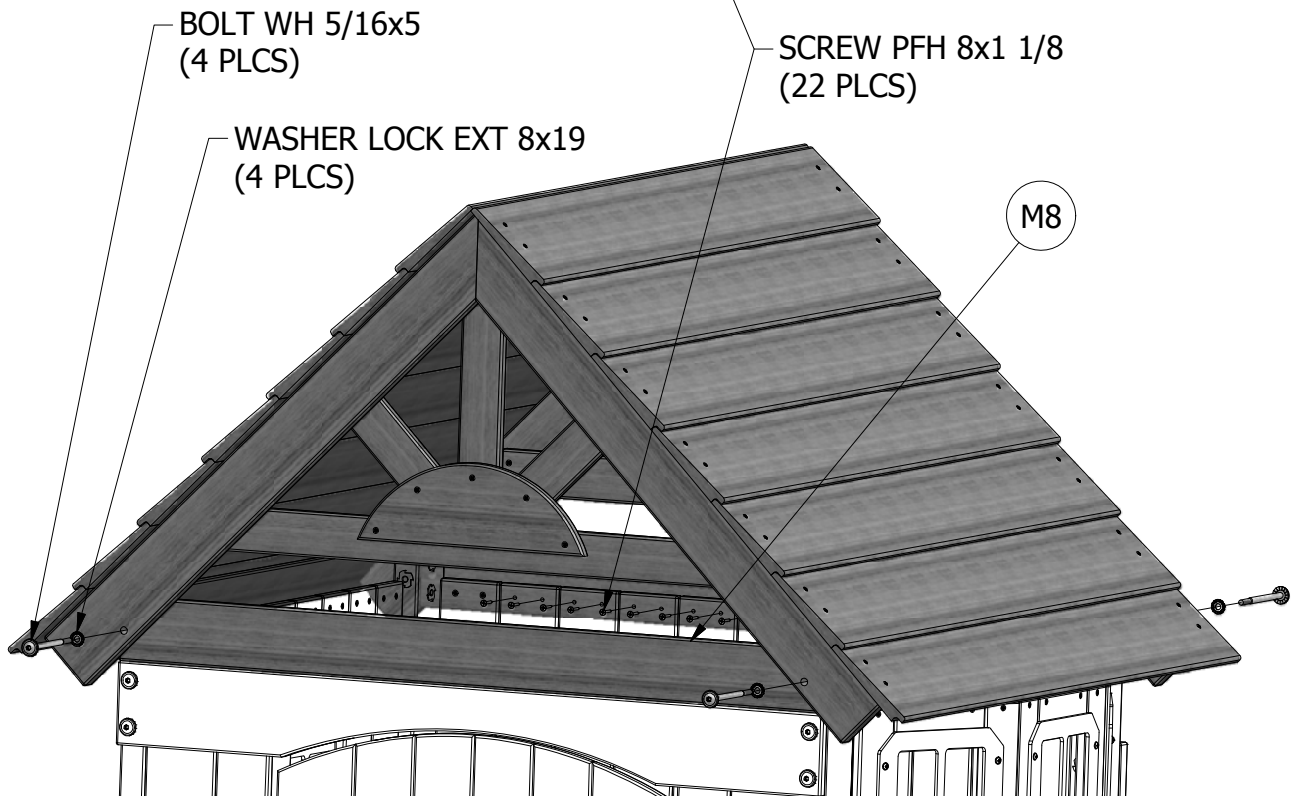 BOLT WH 5/16x5
(4 PLCS)
SCREW PFH 8x1 1/8
(22 PLCS)
WASHER LOCK EXT 8x19
(4 PLCS)
M8